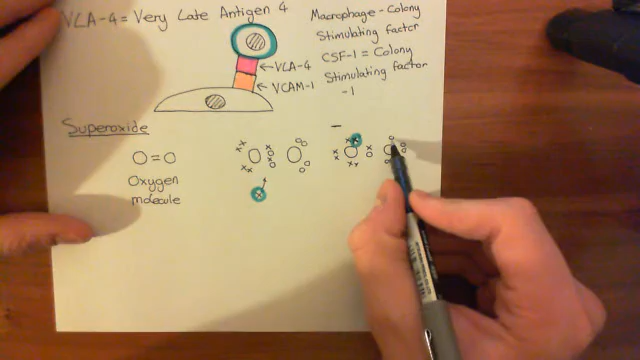 VLA-4 = Very Late Antigen 4
Macrophage - Colony
Stimulating factor
CSF-1 = Colony
Stimulating factor
-1
VLA-4
VCAM-1
Superoxide
O=O
Oxygen
molecule